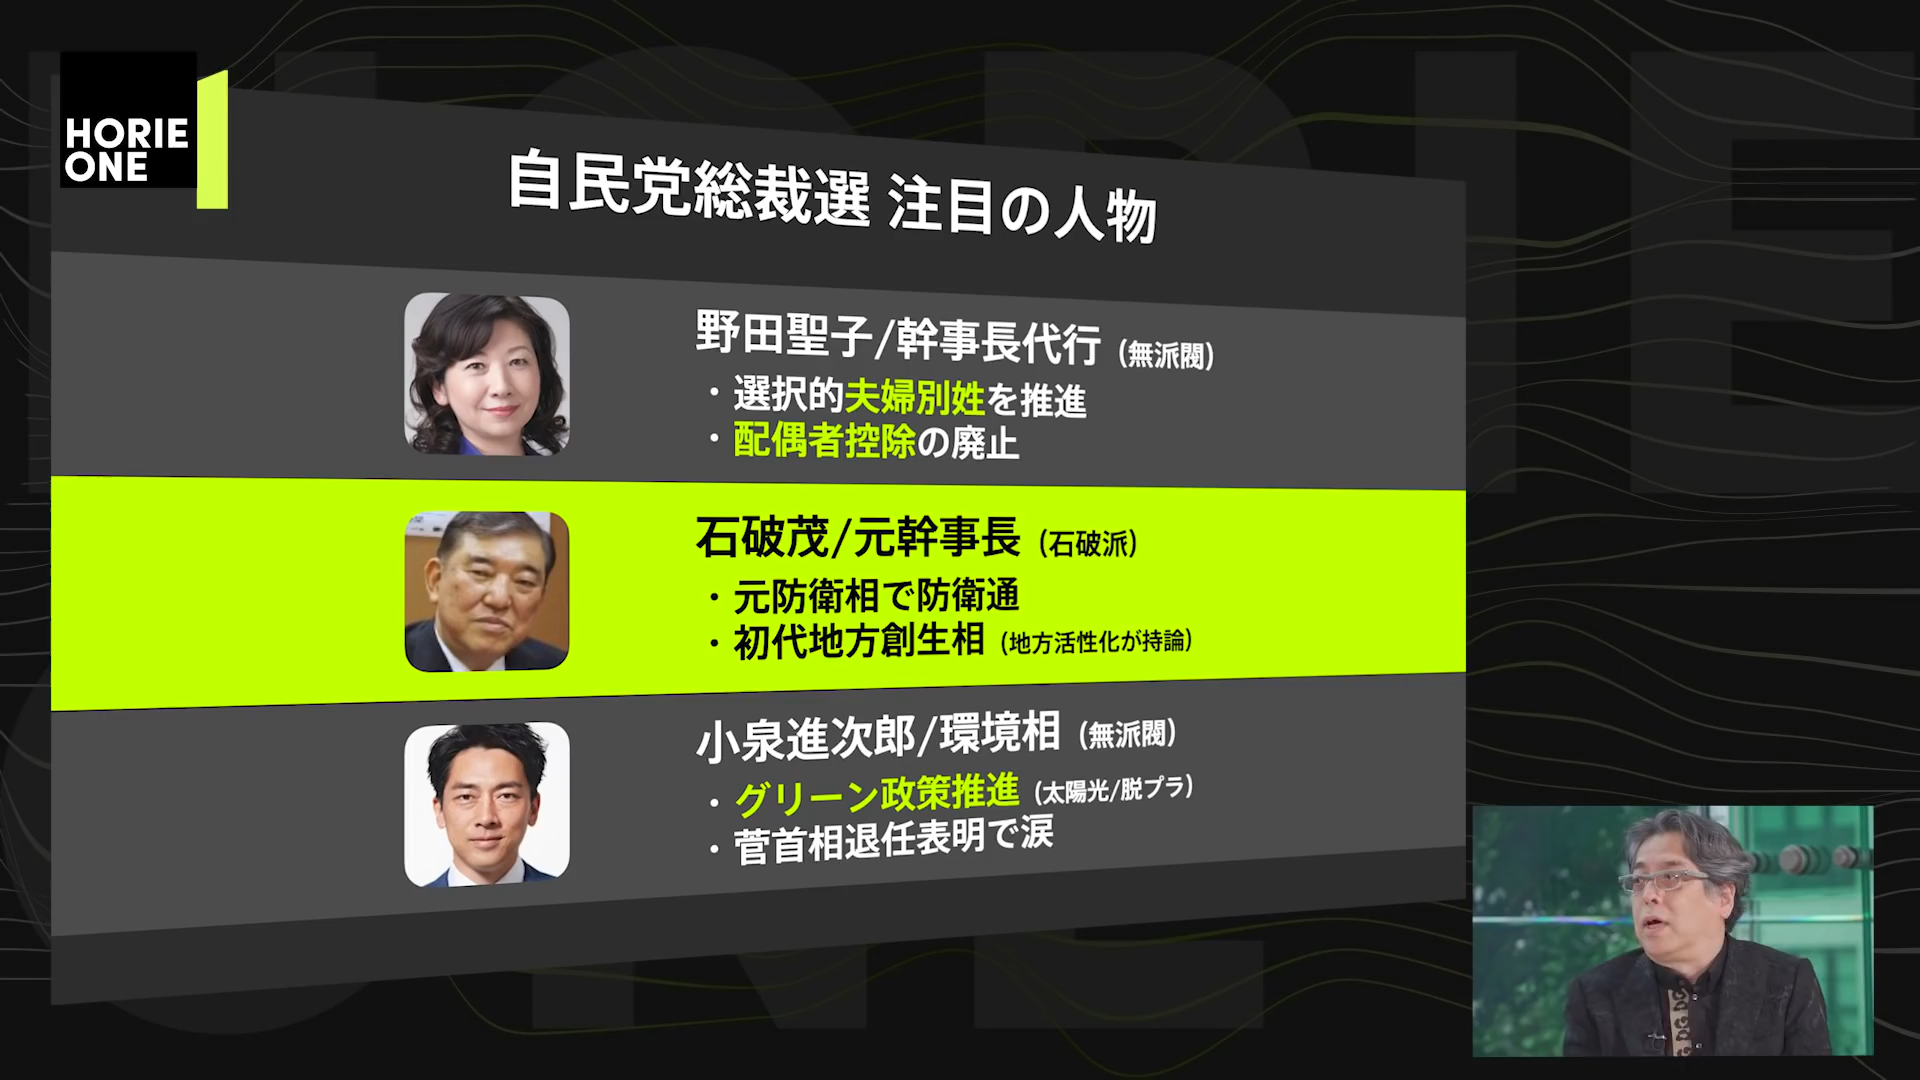 HORIE
ONE
自民党総裁選 注目の人物
野田聖子/幹事長代行 (無派閥)
・選択的夫婦別姓を推進
・配偶者控除の廃止
石破茂/元幹事長 (石破派)
・元防衛相で防衛通
・初代地方創生相 (地方活性化が持論)
小泉進次郎/環境相 (無派閥)
・グリーン政策推進 (太陽光/脱プラ)
・菅首相退任表明で涙